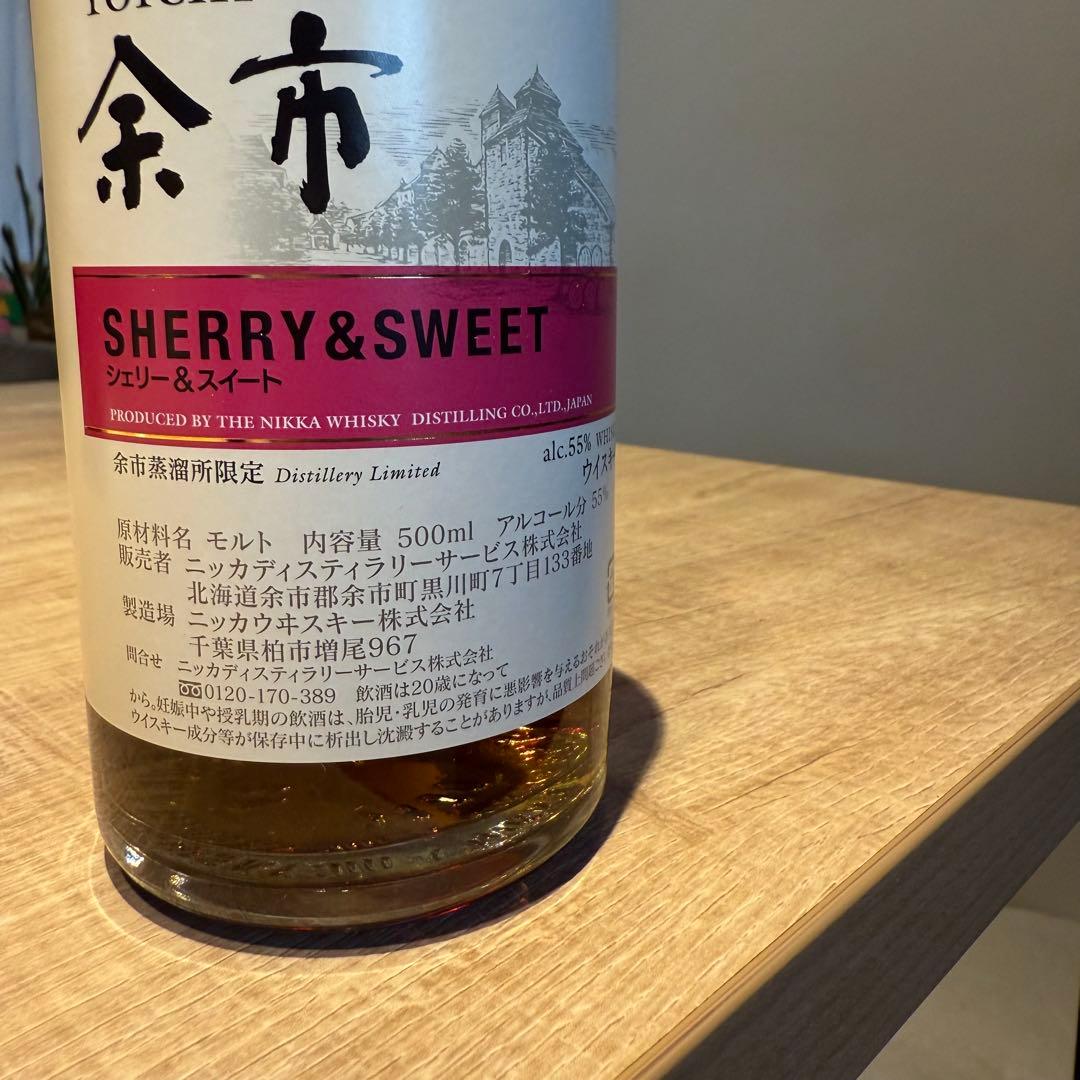 余市
SHERRY&SWEET
シェリー&スイート
PRODUCED BY THE NIKKA WHISKY DISTILLING CO.,LTD.,JAPAN
余市蒸溜所限定 Distillery Limited
alc.55%
原材料名 モルト 内容量 500ml アルコール分 55%
販売者 ニッカディスティラリーサービス株式会社
北海道余市郡余市町黒川町7丁目133番地
製造場 ニッカウヰスキー株式会社
千葉県柏市増尾967
問合せ ニッカディスティラリーサービス株式会社
0120-170-389 飲酒は20歳になって
から。妊娠中や授乳期の飲酒は、胎児・乳児の発育に悪影響を与えるおそれが
ウイスキー成分等が保存中に析出し沈澱することがありますが、品質上問題